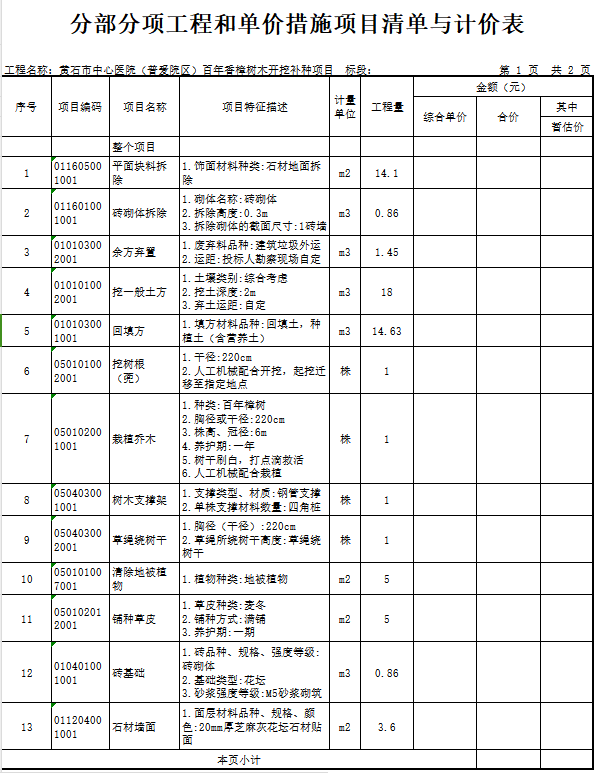 分部分项工程和单价措施项目清单与计价表
工程名称：黄石市中心医院（普爱院区）百年香樟树木开挖补种项目 标段： 第 1 页 共 2 页
序号 项目编码 项目名称 项目特征描述 计量单位 工程量 金额（元）
综合单价 合价 其中
暂估价
整个项目
1 011605001001 平面块料拆除 1.饰面材料种类:石材地面拆除 m2 14.1
2 011601001001 砖砌体拆除 1.砌体名称:砖砌体
2.拆除高度:0.3m
3.拆除砌体的截面尺寸:1砖墙 m3 0.86
3 010103002001 余方弃置 1.废弃料品种:建筑垃圾外运
2.运距:投标人勘察现场自定 m3 1.45
4 010101002001 挖一般土方 1.土壤类别:综合考虑
2.挖土深度:2m
3.弃土运距:自定 m3 18
5 010103001001 回填方 1.填方材料品种:回填土，种
植土（含营养土） m3 14.63
6 050101002001 挖树根（蔸） 1.干径:220cm
2.人工机械配合开挖，起挖迁
移至指定地点 株 1
7 050102001001 栽植乔木 1.种类:百年樟树
2.胸径或干径:220cm
3.株高、冠径:6m
4.养护期:一年
5.树干刷白，打点滴救活
6.人工机械配合栽植 株 1
8 050403001001 树木支撑架 1.支撑类型、材质:钢管支撑
2.单株支撑材料数量:四角桩 株 1
9 050403002001 草绳绕树干 1.胸径（干径）:220cm
2.草绳所绕树干高度:草绳绕
树干 株 1
10 050101007001 清除地被植物 1.植物种类:地被植物 m2 5
11 050102012001 铺种草皮 1.草皮种类:麦冬
2.铺种方式:满铺
3.养护期:一期 m2 5
12 010401001001 砖基础 1.砖品种、规格、强度等级:
砖砌体
2.基础类型:花坛
3.砂浆强度等级:M5砂浆砌筑 m3 0.86
13 011204001001 石材墙面 1.面层材料品种、规格、颜
色:20mm厚芝麻灰花坛石材贴
面 m2 3.6
本页小计